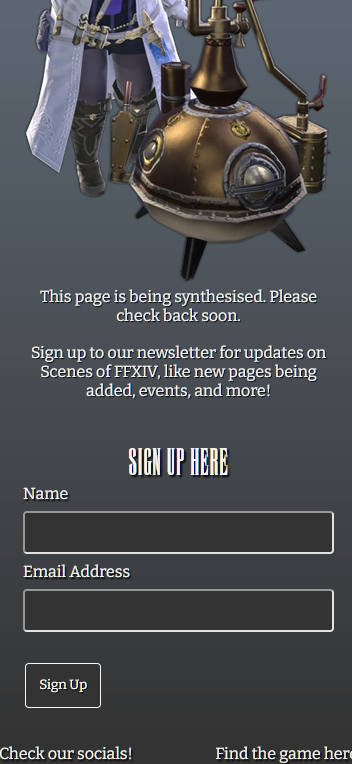 This page is being synthesised. Please
check back soon.
Sign up to our newsletter for updates on
Scenes of FFXIV, like new pages being
added, events, and more!
SIGN UP HERE
Name
Email Address
Sign Up
Check our socials! Find the game here